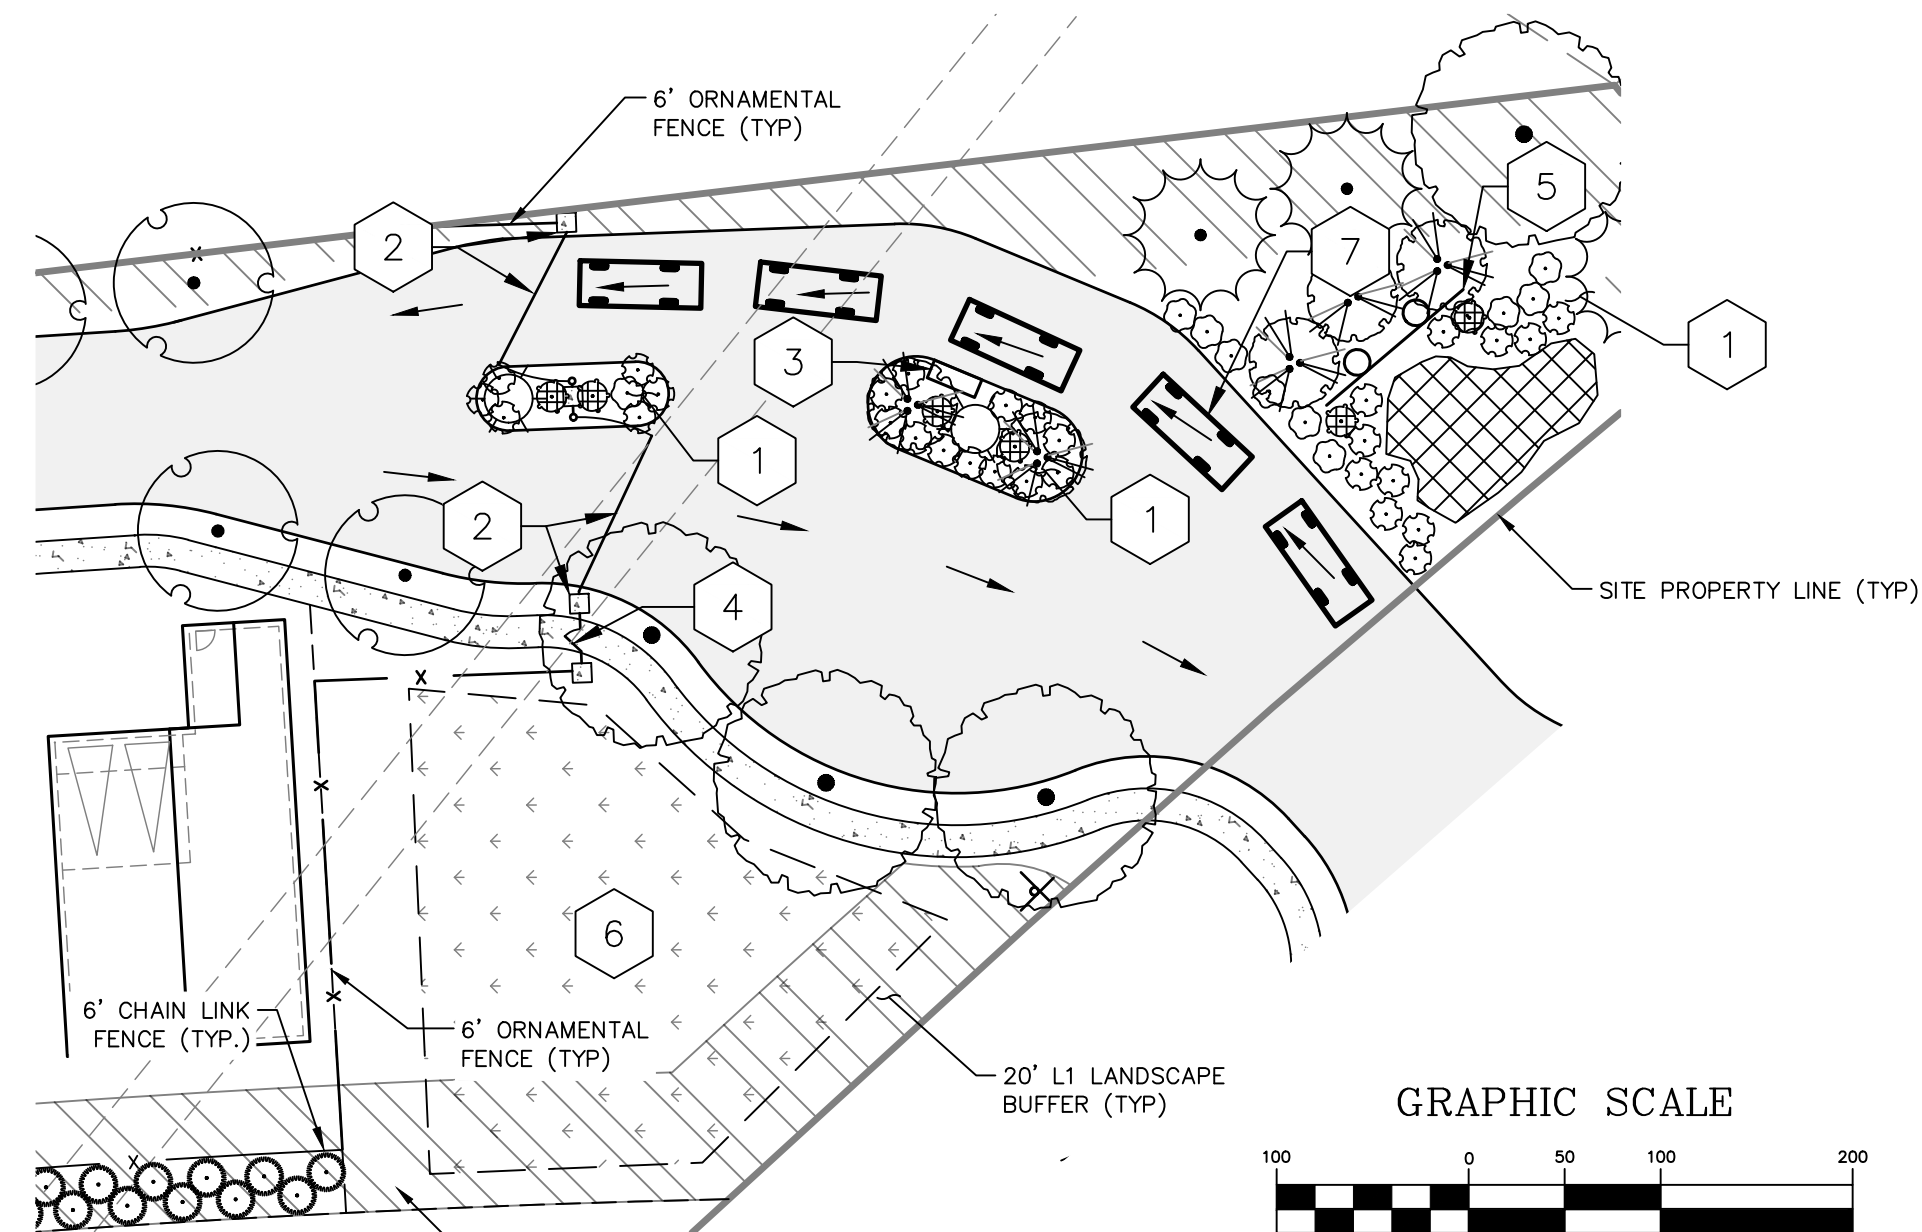 6' ORNAMENTAL
FENCE (TYP)
5
2
7
1
3
1
1
2
4
SITE PROPERTY LINE (TYP)
6
6' CHAIN LINK
FENCE (TYP.)
6' ORNAMENTAL
FENCE (TYP)
20' L1 LANDSCAPE
BUFFER (TYP)
GRAPHIC SCALE
100 0 50 100 200